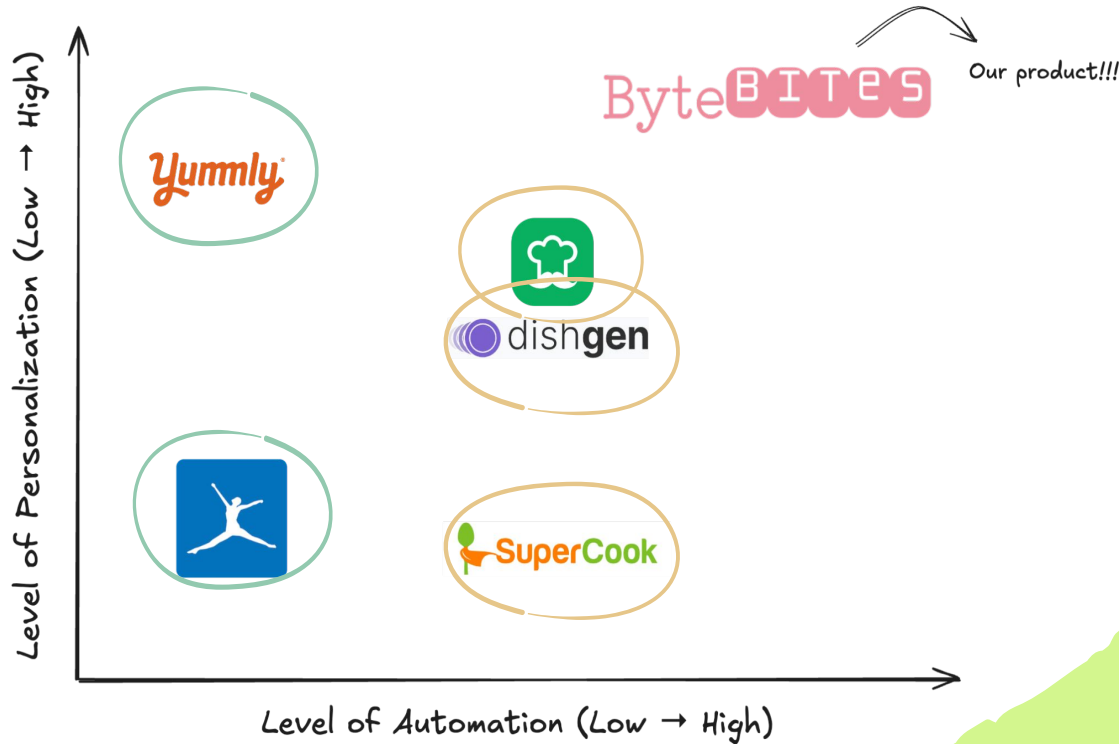 Our product!!!
ByteBITeS
Yummly®
dishgen
SuperCook
Level of Personalization (Low → High)
Level of Automation (Low → High)